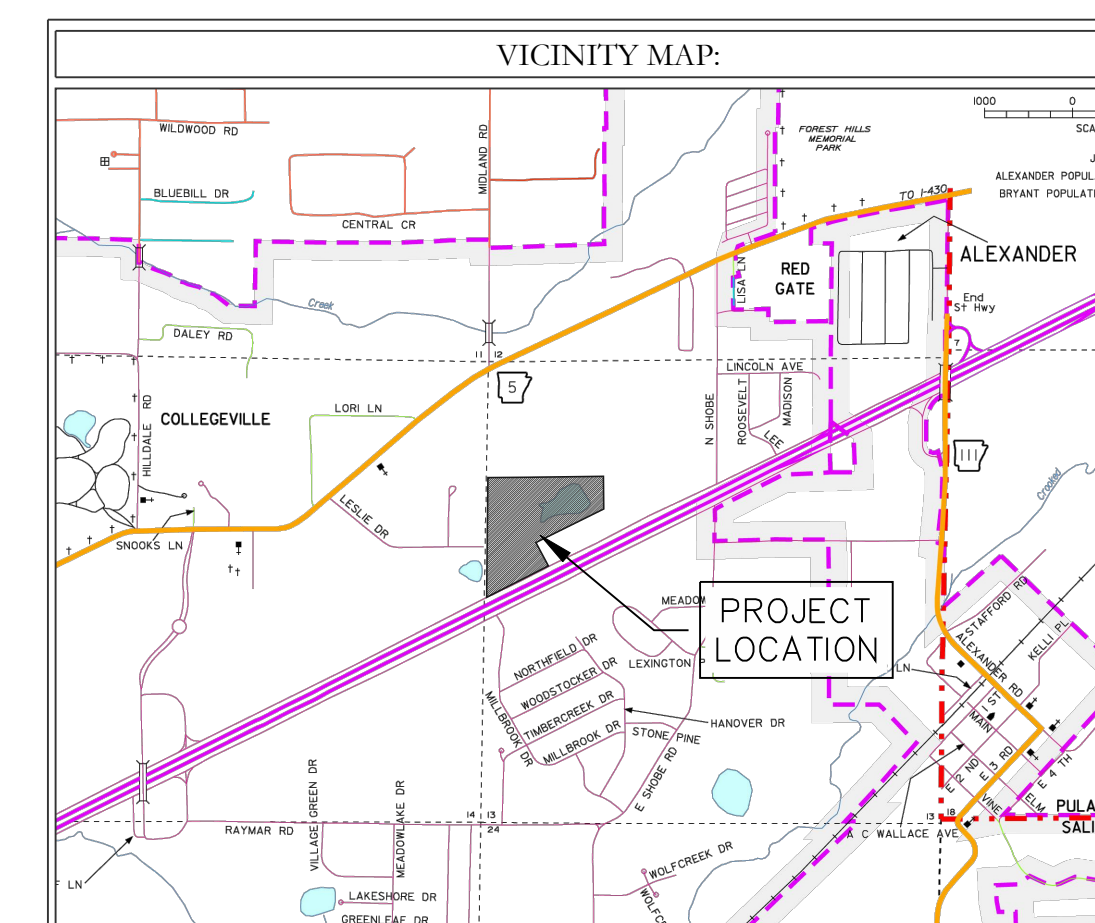 VICINITY MAP:
1000 0
SCA
WILDWOOD RD
MIDLAND RD
FOREST HILLS
MEMORIAL
PARK
J
ALEXANDER POPUL
BRYANT POPULATI
BLUEBILL DR
TO I-430
CENTRAL CR
ALEXANDER
LISA LN
RED
GATE
End
St Hwy
Creek
DALEY RD
7
11 12
LINCOLN AVE
5
N SHOBE
ROOSEVELT
MADISON
LEE
HILLDALE RD
COLLEGEVILLE
LORI LN
111
Crooked
LESLIE DR
SNOOKS LN
PROJECT
LOCATION
MEADOW
LEXINGTON P
STAFFORD RD
KELLI PL
ALEXANDER RD
LN
NORTHFIELD DR
WOODSTOCKER DR
TIMBERCREEK DR
MILLBROOK DR
MILLBROOK DR
HANOVER DR
STONE PINE
E SHOBE RD
1 ST
MAIN
E 2 ND
E 3 RD
E 4 TH
VINE
ELM
PULA
SALI
VILLAGE GREEN DR
MEADOWLAKE DR
RAYMAR RD
14 13
24
13 18
A C WALLACE AVE
F LN
LAKESHORE DR
GREENLEAF DR
WOLFCREEK DR
WOLFC